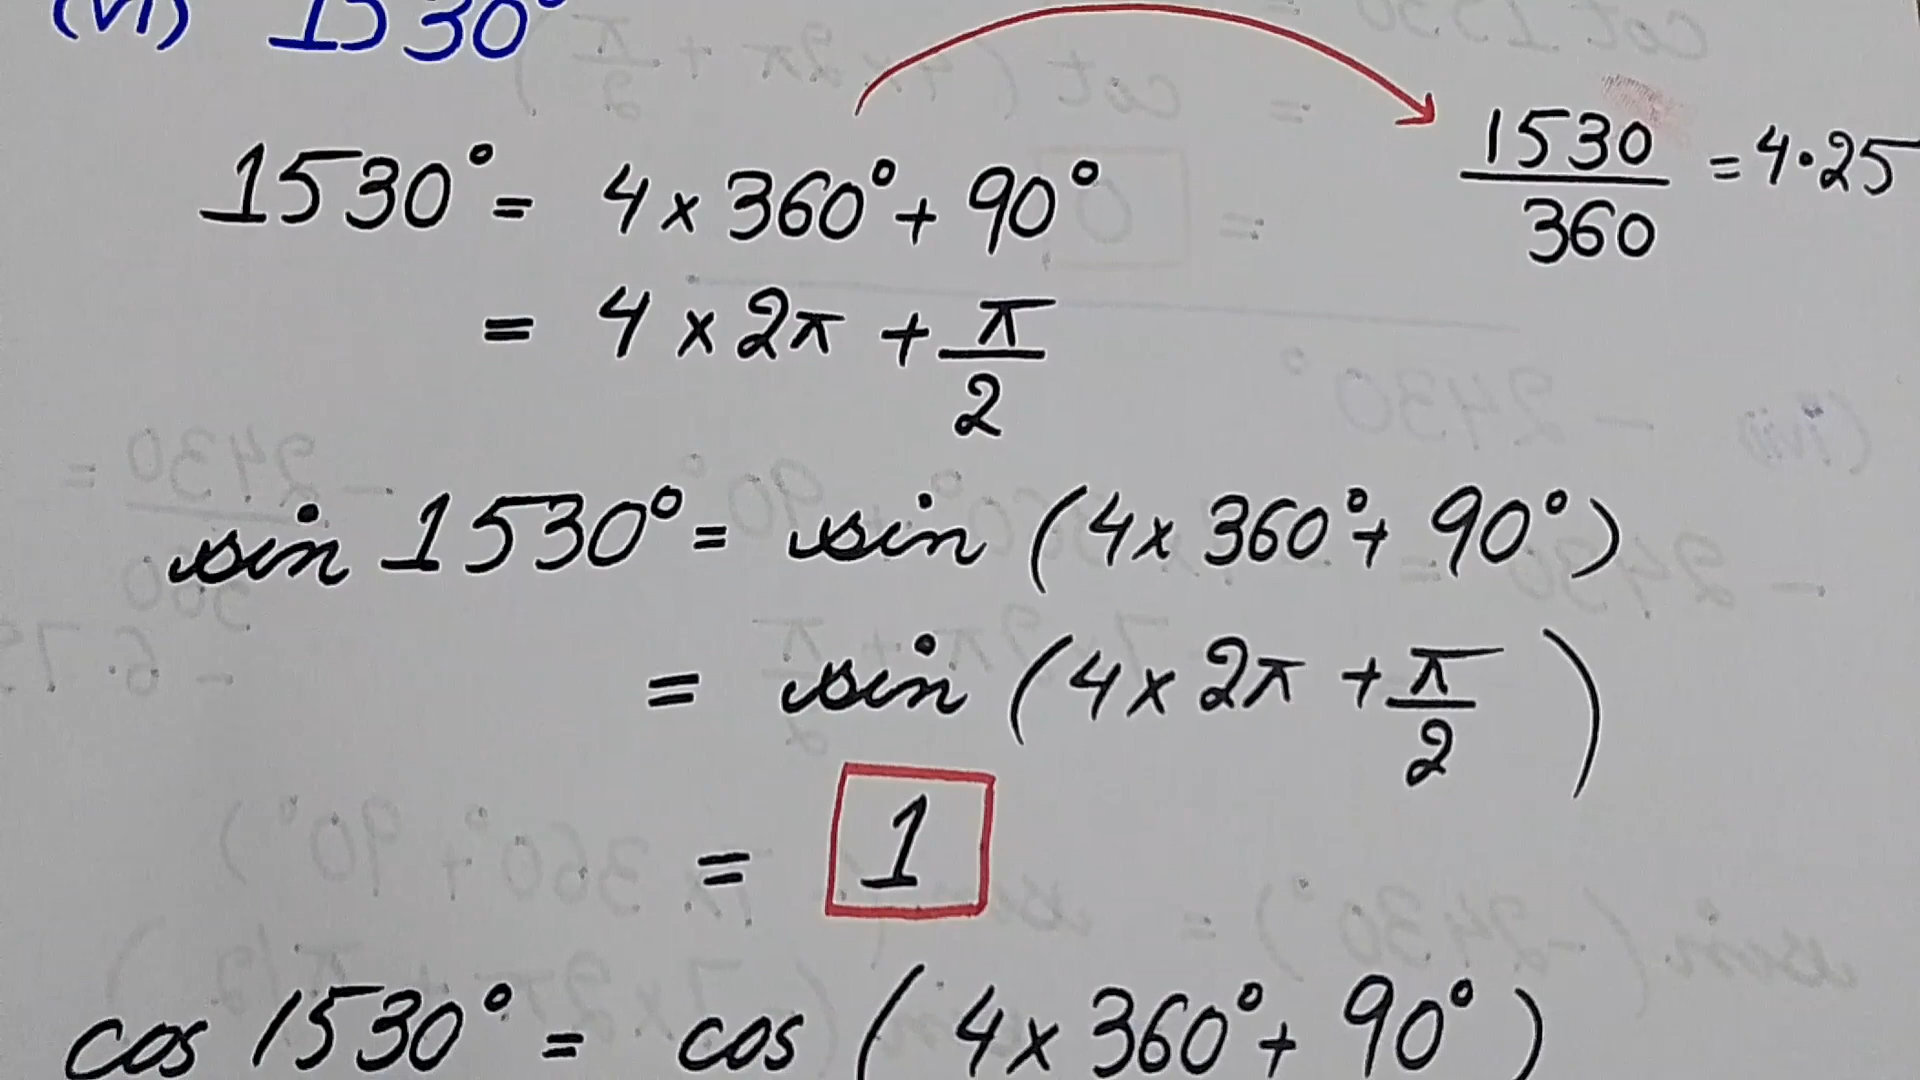 (vi) 1530°
1530° = 4 × 360° + 90°
1530/360 = 4.25
= 4 × 2π + π/2
sin 1530° = sin (4 × 360° + 90°)
= sin (4 × 2π + π/2)
= 1
cos 1530° = cos (4 × 360° + 90°)